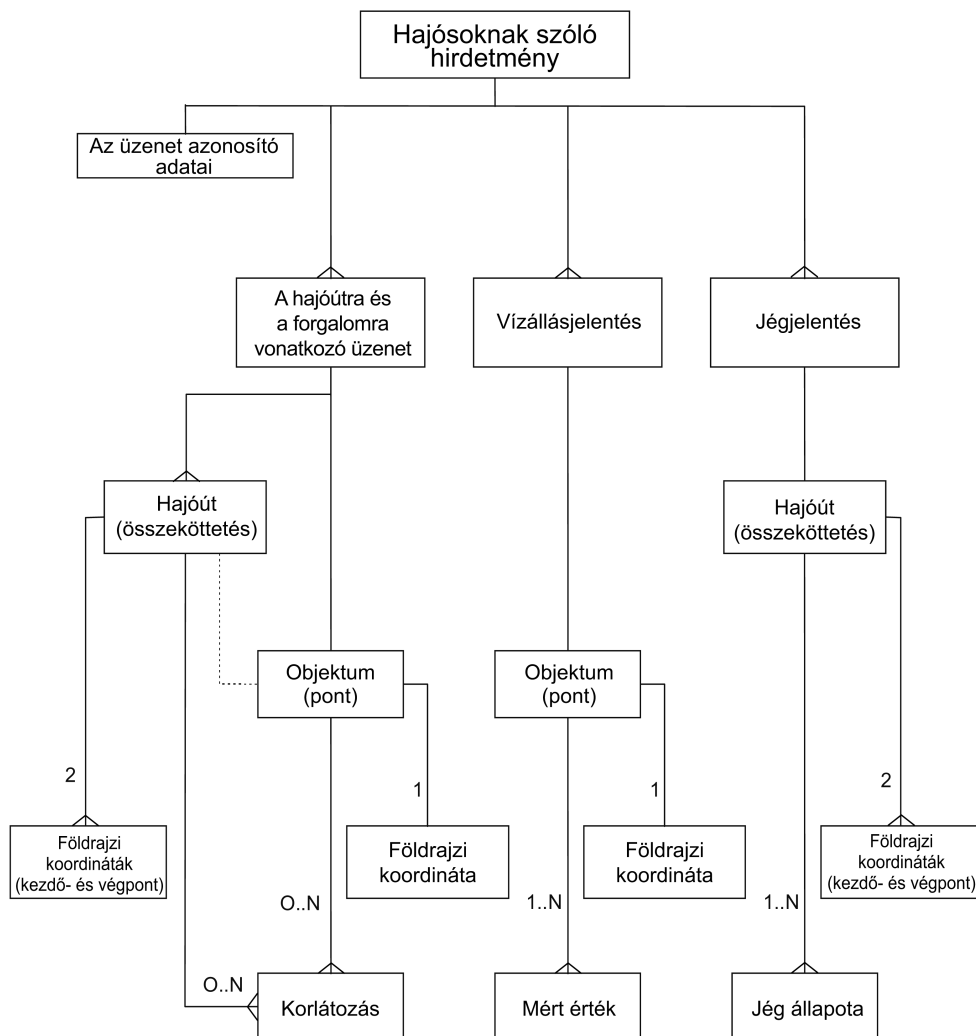 Hajósoknak szóló
hirdetmény
Az üzenet azonosító
adatai
A hajóútra és
a forgalomra
vonatkozó üzenet
Vízállásjelentés
Jégjelentés
Hajóút
(összeköttetés)
Hajóút
(összeköttetés)
Objektum
(pont)
Objektum
(pont)
2
1
1
2
Földrajzi
koordináták
(kezdő- és végpont)
Földrajzi
koordináta
Földrajzi
koordináta
Földrajzi
koordináták
(kezdő- és végpont)
O..N
1..N
1..N
O..N
Korlátozás
Mért érték
Jég állapota